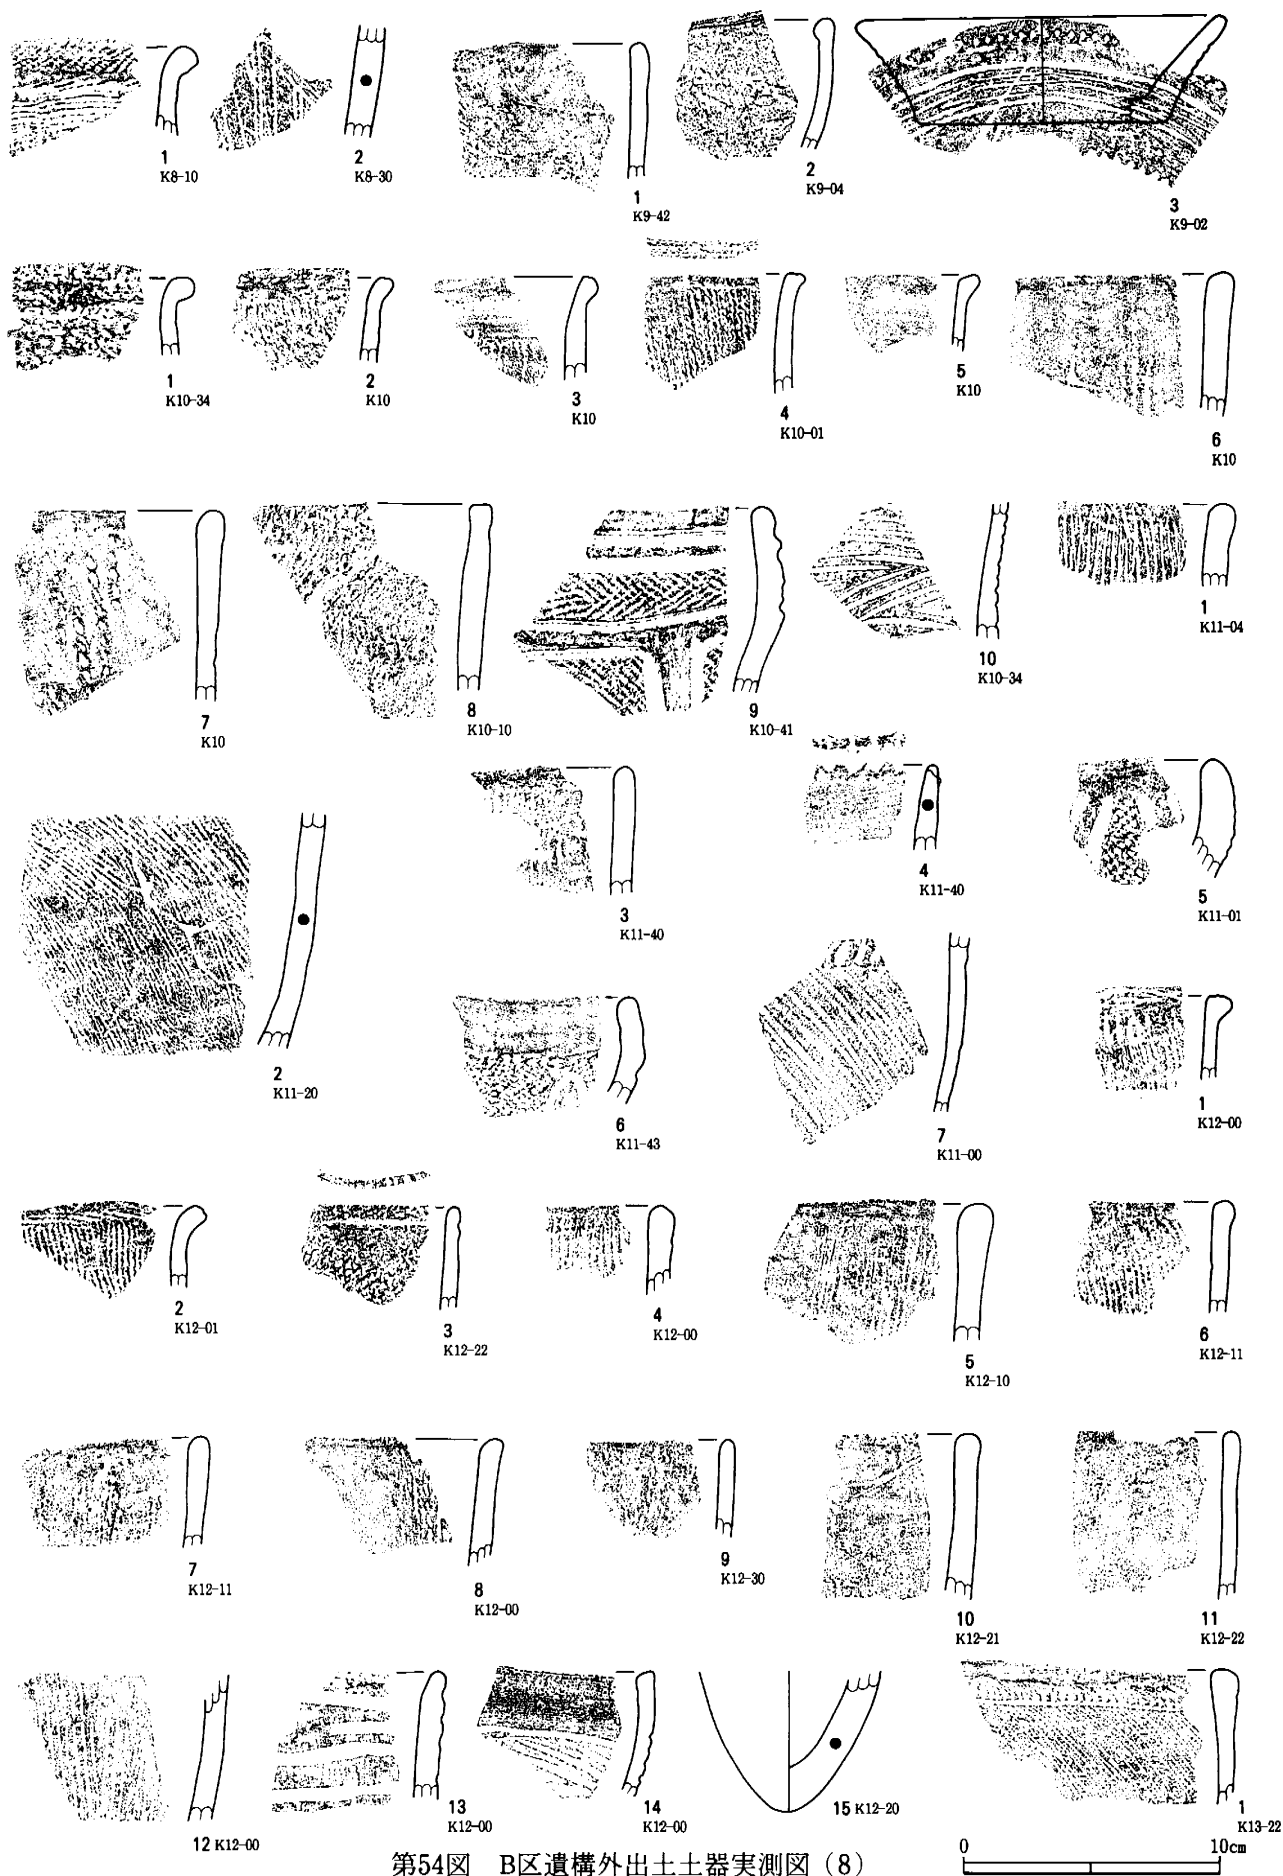 1
K8-10
2
K8-30
1
K9-42
2
K9-04
3
K9-02
1
K10-34
2
K10
3
K10
4
K10-01
5
K10
6
K10
7
K10
8
K10-10
9
K10-41
10
K10-34
1
K11-04
2
K11-20
3
K11-40
4
K11-40
5
K11-01
6
K11-43
7
K11-00
1
K12-00
2
K12-01
3
K12-22
4
K12-00
5
K12-10
6
K12-11
7
K12-11
8
K12-00
9
K12-30
10
K12-21
11
K12-22
12 K12-00
13
K12-00
14
K12-00
15 K12-20
1
K13-22
0 10cm
第54図 B区遺構外出土土器実測図（8）